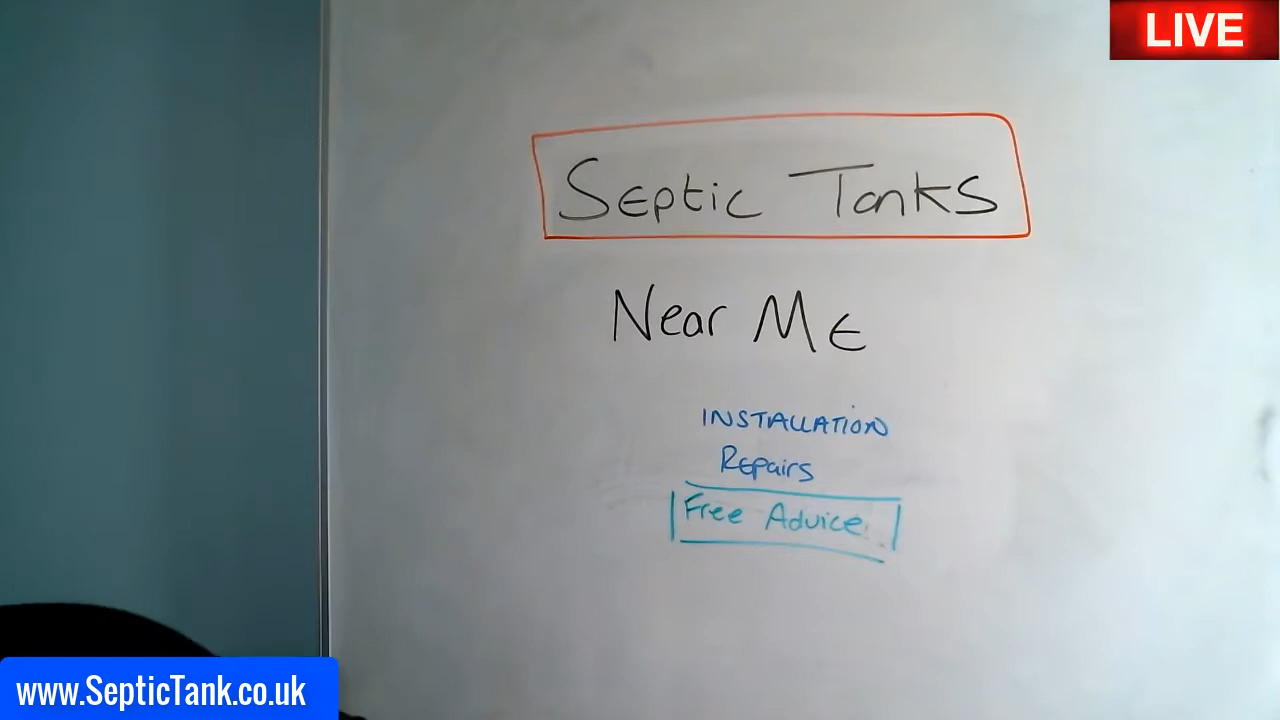 LIVE
Septic Tanks
Near Me
INSTALLATION
Repairs
Free Advice
www.SepticTank.co.uk